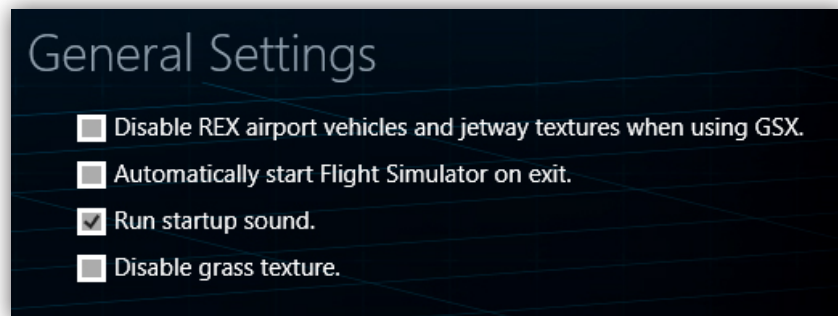 General Settings
Disable REX airport vehicles and jetway textures when using GSX.
Automatically start Flight Simulator on exit.
Run startup sound.
Disable grass texture.